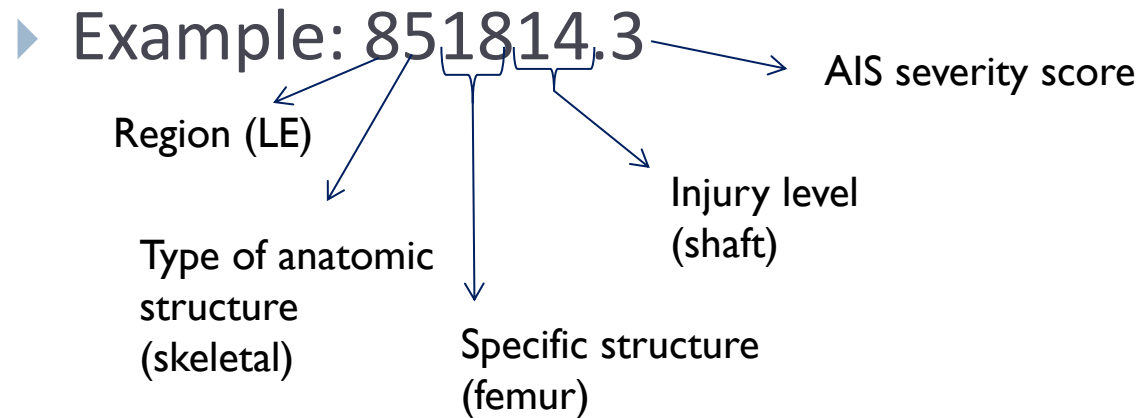 Example: 851814.3
AIS severity score
Region (LE)
Injury level
(shaft)
Type of anatomic
structure
(skeletal)
Specific structure
(femur)